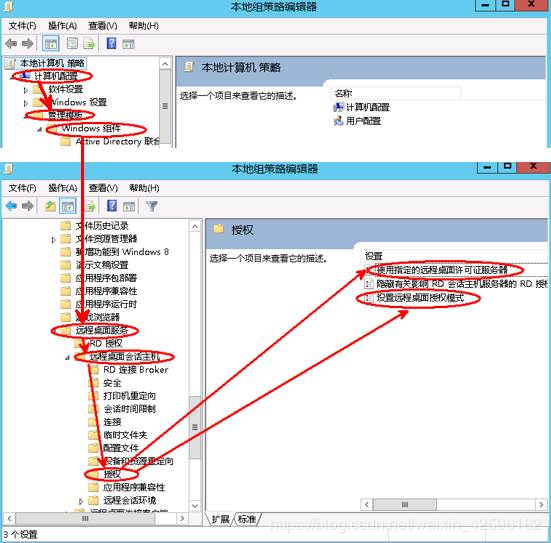 本地组策略编辑器
文件(F) 操作(A) 查看(V) 帮助(H)
本地计算机 策略
计算机配置
软件设置
Windows 设置
管理模板
Windows 组件
Active Directory 联合
本地计算机 策略
选择一个项目来查看它的描述。
名称
计算机配置
用户配置
本地组策略编辑器
文件(F) 操作(A) 查看(V) 帮助(H)
文件历史记录
文件资源管理器
新增功能到 Windows 8
演示文稿设置
应用程序包部署
应用程序兼容性
应用程序运行时
游戏浏览器
远程桌面服务
RD 授权
远程桌面会话主机
RD 连接 Broker
安全
打印机重定向
会话时间限制
连接
临时文件夹
配置文件
设备和资源重定向
授权
应用程序兼容性
远程会话环境
远程桌面连接客户端
授权
选择一个项目来查看它的描述。
设置
使用指定的远程桌面许可证服务器
隐藏有关影响 RD 会话主机服务器的 RD 授权
设置远程桌面授权模式
扩展 标准
3 个设置
https://blog.csdn.net/weixin_42596182